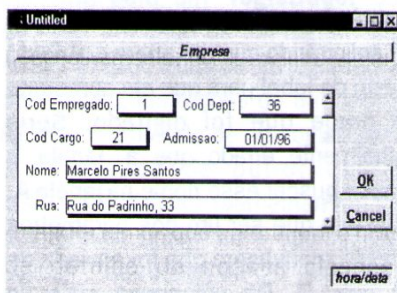 : Untitled
Empresa
Cod Empregado: 1 Cod Dept: 36
Cod Cargo: 21 Admissao: 01/01/96
Nome: Marcelo Pires Santos
Rua: Rua do Padrinho, 33
OK
Cancel
hora/data